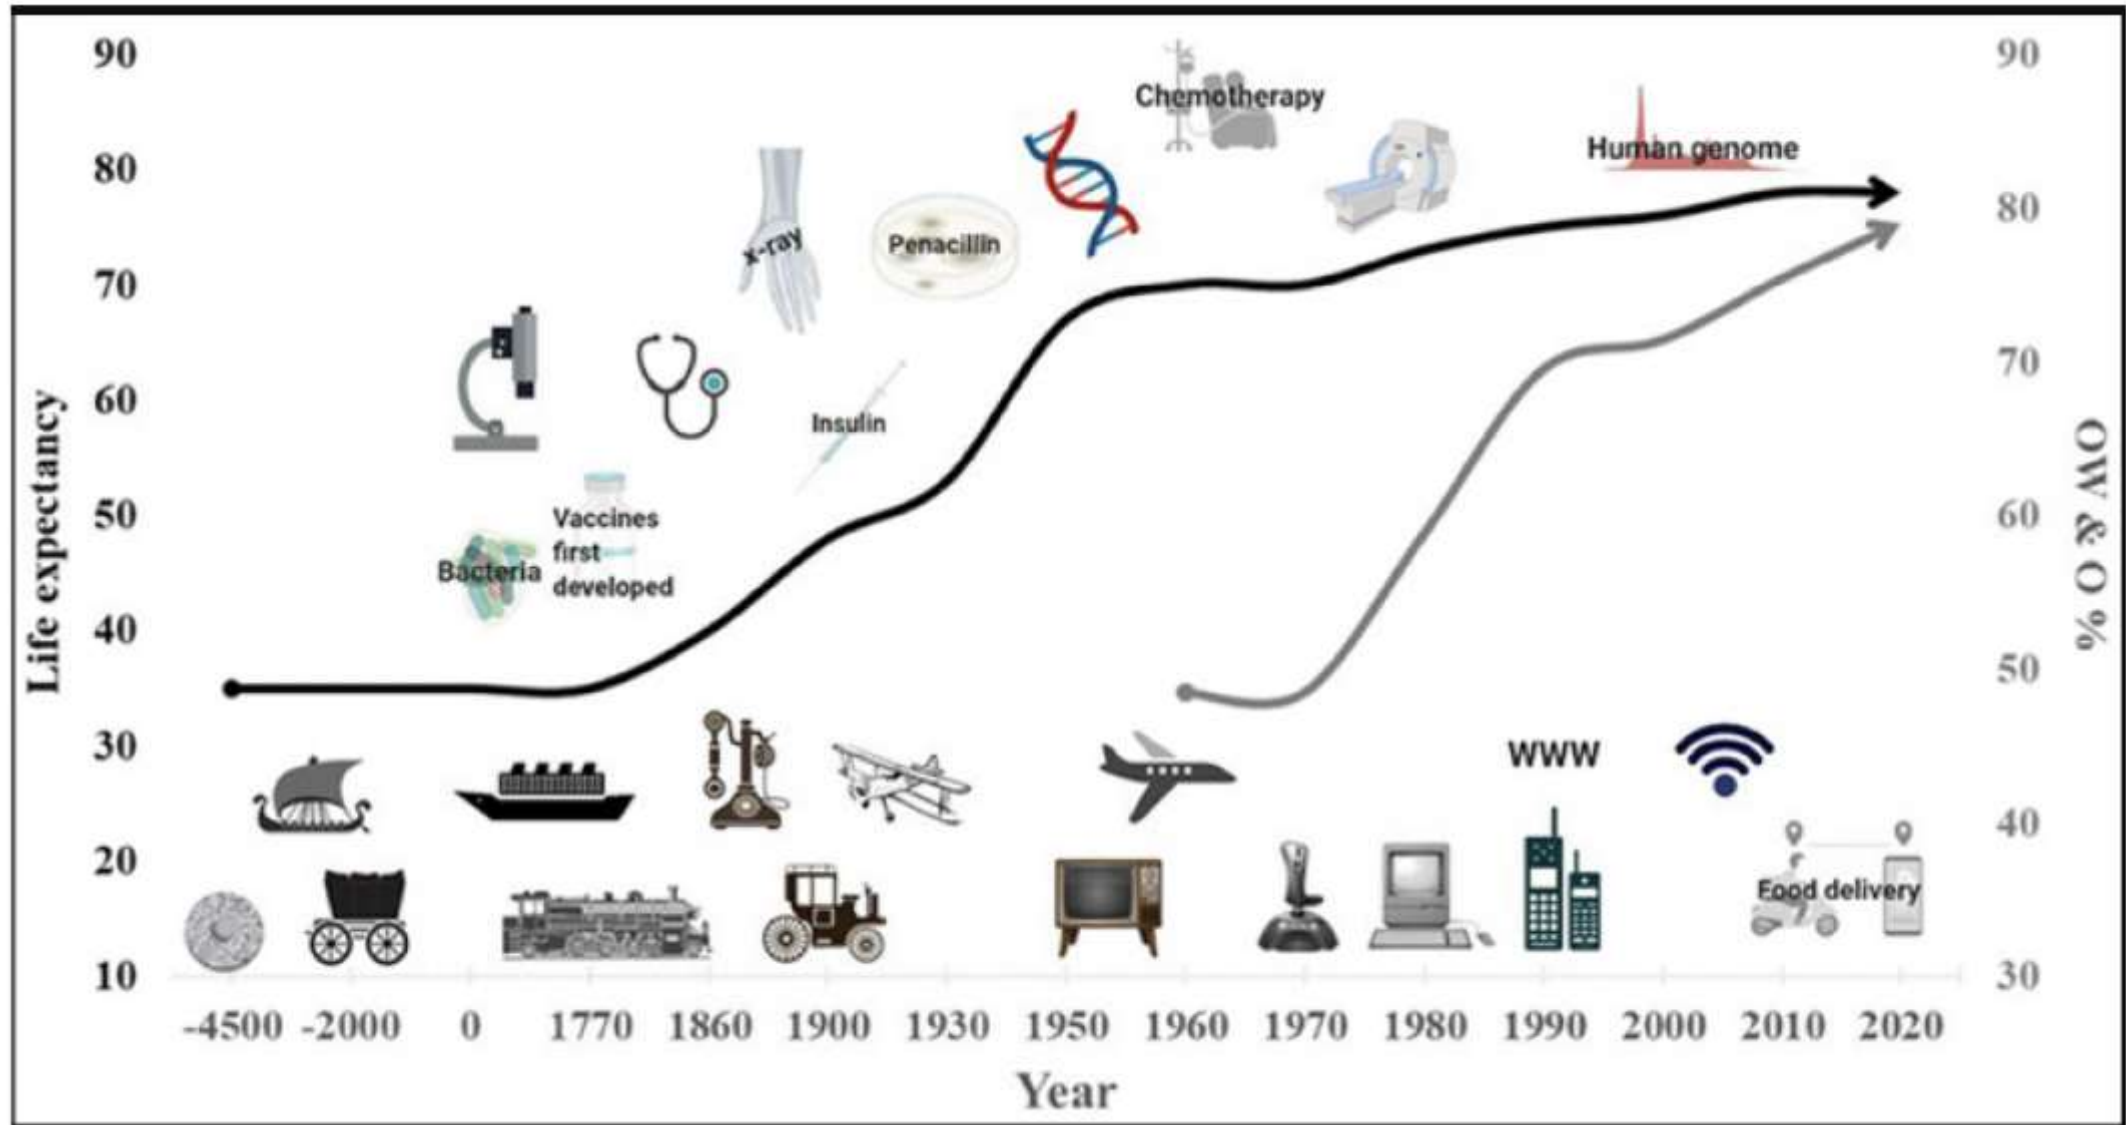 90
80
70
60
50
40
30
20
10
Life expectancy
90
80
70
60
50
40
30
% O & OW
Chemotherapy
Human genome
x-ray
Penacillin
Insulin
Vaccines
first
developed
Bacteria
WWW
Food delivery
-4500 -2000 0 1770 1860 1900 1930 1950 1960 1970 1980 1990 2000 2010 2020
Year